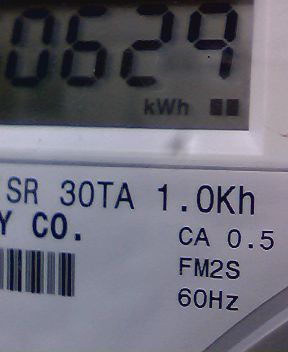 0629
kWh
SR 30TA 1.0Kh
Y CO.
CA 0.5
FM2S
60Hz